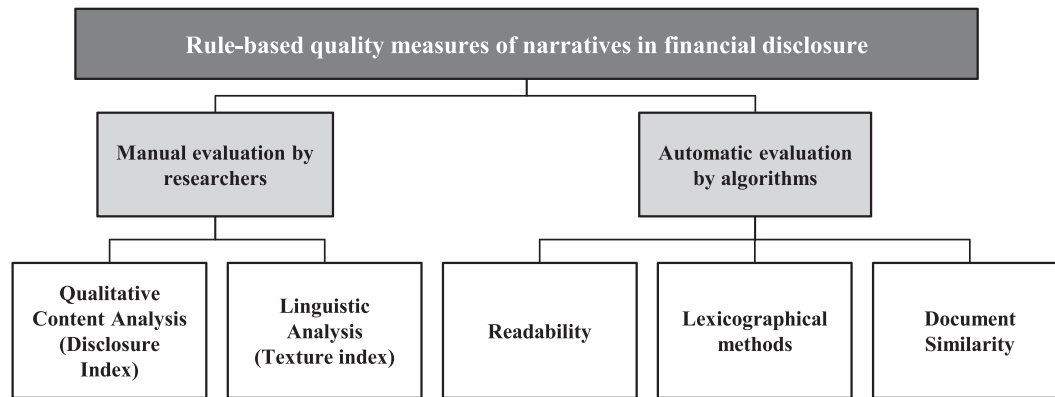 Rule-based quality measures of narratives in financial disclosure
Manual evaluation by
researchers
Automatic evaluation
by algorithms
Qualitative
Content Analysis
(Disclosure
Index)
Linguistic
Analysis
(Texture index)
Readability
Lexicographical
methods
Document
Similarity